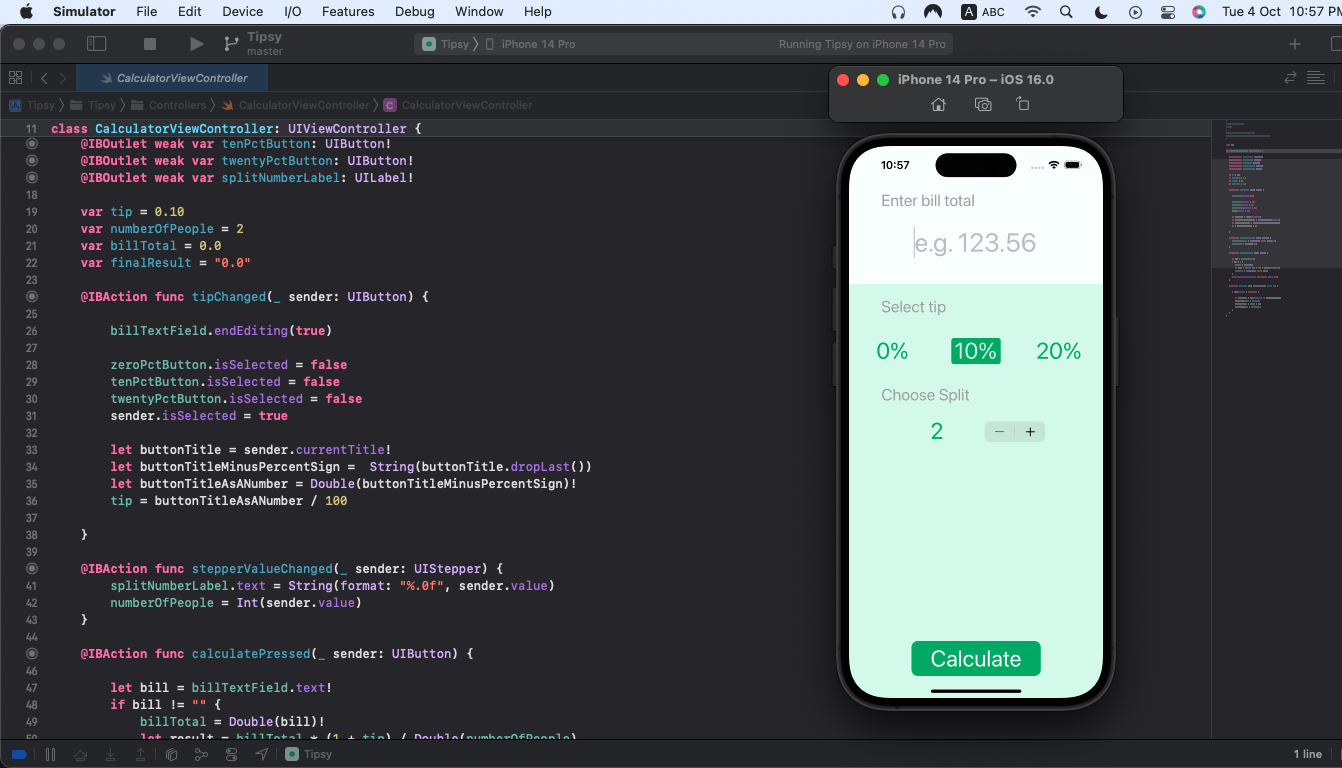 Simulator File Edit Device I/O Features Debug Window Help A ABC Tue 4 Oct 10:57 PM
Tipsy
master
Tipsy iPhone 14 Pro Running Tipsy on iPhone 14 Pro
CalculatorViewController
Tipsy Tipsy Controllers CalculatorViewController C CalculatorViewController
11 class CalculatorViewController: UIViewController {
@IBOutlet weak var tenPctButton: UIButton!
@IBOutlet weak var twentyPctButton: UIButton!
@IBOutlet weak var splitNumberLabel: UILabel!
18
19 var tip = 0.10
20 var numberOfPeople = 2
21 var billTotal = 0.0
22 var finalResult = "0.0"
23
@IBAction func tipChanged(_ sender: UIButton) {
25
26 billTextField.endEditing(true)
27
28 zeroPctButton.isSelected = false
29 tenPctButton.isSelected = false
30 twentyPctButton.isSelected = false
31 sender.isSelected = true
32
33 let buttonTitle = sender.currentTitle!
34 let buttonTitleMinusPercentSign =  String(buttonTitle.dropLast())
35 let buttonTitleAsANumber = Double(buttonTitleMinusPercentSign)!
36 tip = buttonTitleAsANumber / 100
37
38 }
39
@IBAction func stepperValueChanged(_ sender: UIStepper) {
41 splitNumberLabel.text = String(format: "%.0f", sender.value)
42 numberOfPeople = Int(sender.value)
43 }
44
@IBAction func calculatePressed(_ sender: UIButton) {
46
47 let bill = billTextField.text!
48 if bill != "" {
49 billTotal = Double(bill)!
50 let result = billTotal * (1 + tip) / Double(numberOfPeople)
iPhone 14 Pro – iOS 16.0
10:57
Enter bill total
e.g. 123.56
Select tip
0% 10% 20%
Choose Split
2 − +
Calculate
Tipsy 1 line